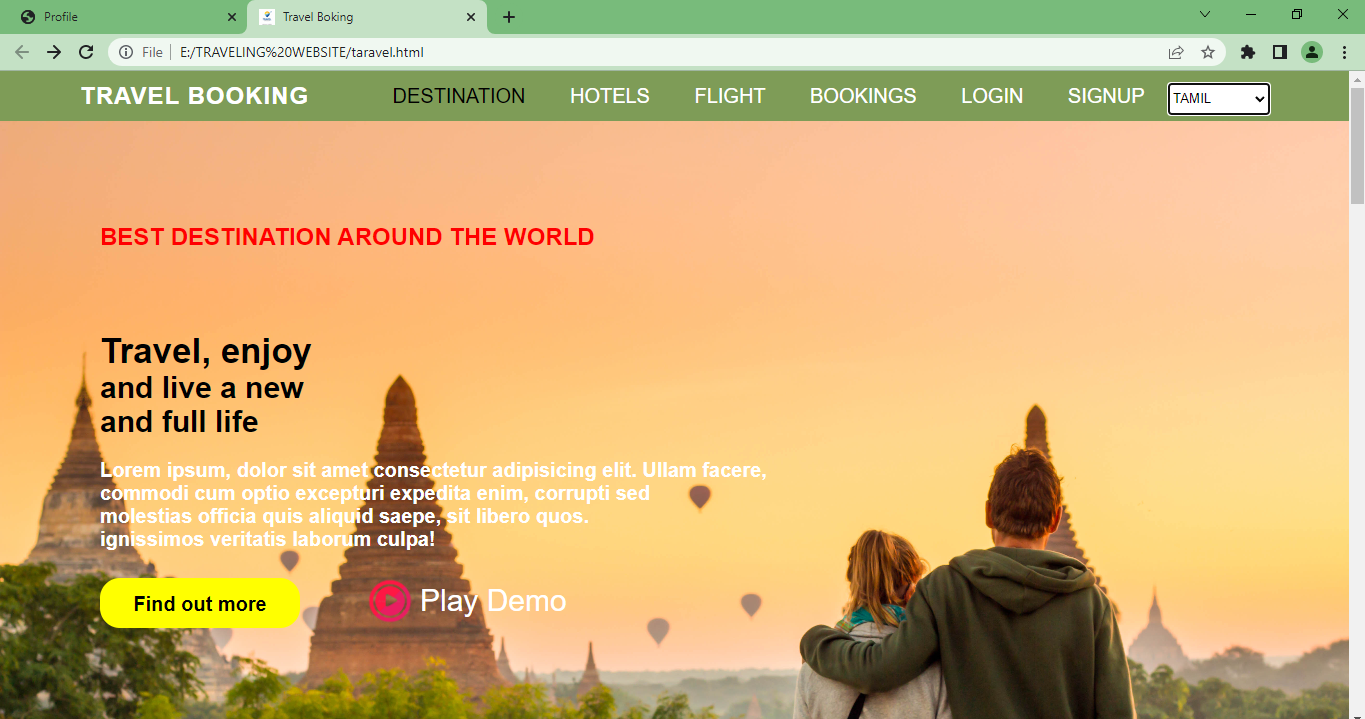 Profile
Travel Boking
File
E:/TRAVELING%20WEBSITE/taravel.html
TRAVEL BOOKING
DESTINATION
HOTELS
FLIGHT
BOOKINGS
LOGIN
SIGNUP
TAMIL
BEST DESTINATION AROUND THE WORLD
Travel, enjoy
and live a new
and full life
Lorem ipsum, dolor sit amet consectetur adipisicing elit. Ullam facere,
commodi cum optio excepturi expedita enim, corrupti sed
molestias officia quis aliquid saepe, sit libero quos.
ignissimos veritatis laborum culpa!
Find out more
Play Demo